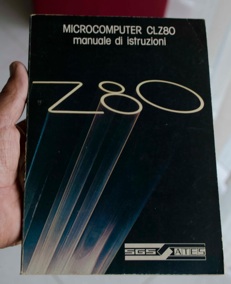 MICROCOMPUTER CLZ80
manuale di istruzioni
Z80
SGS ATES